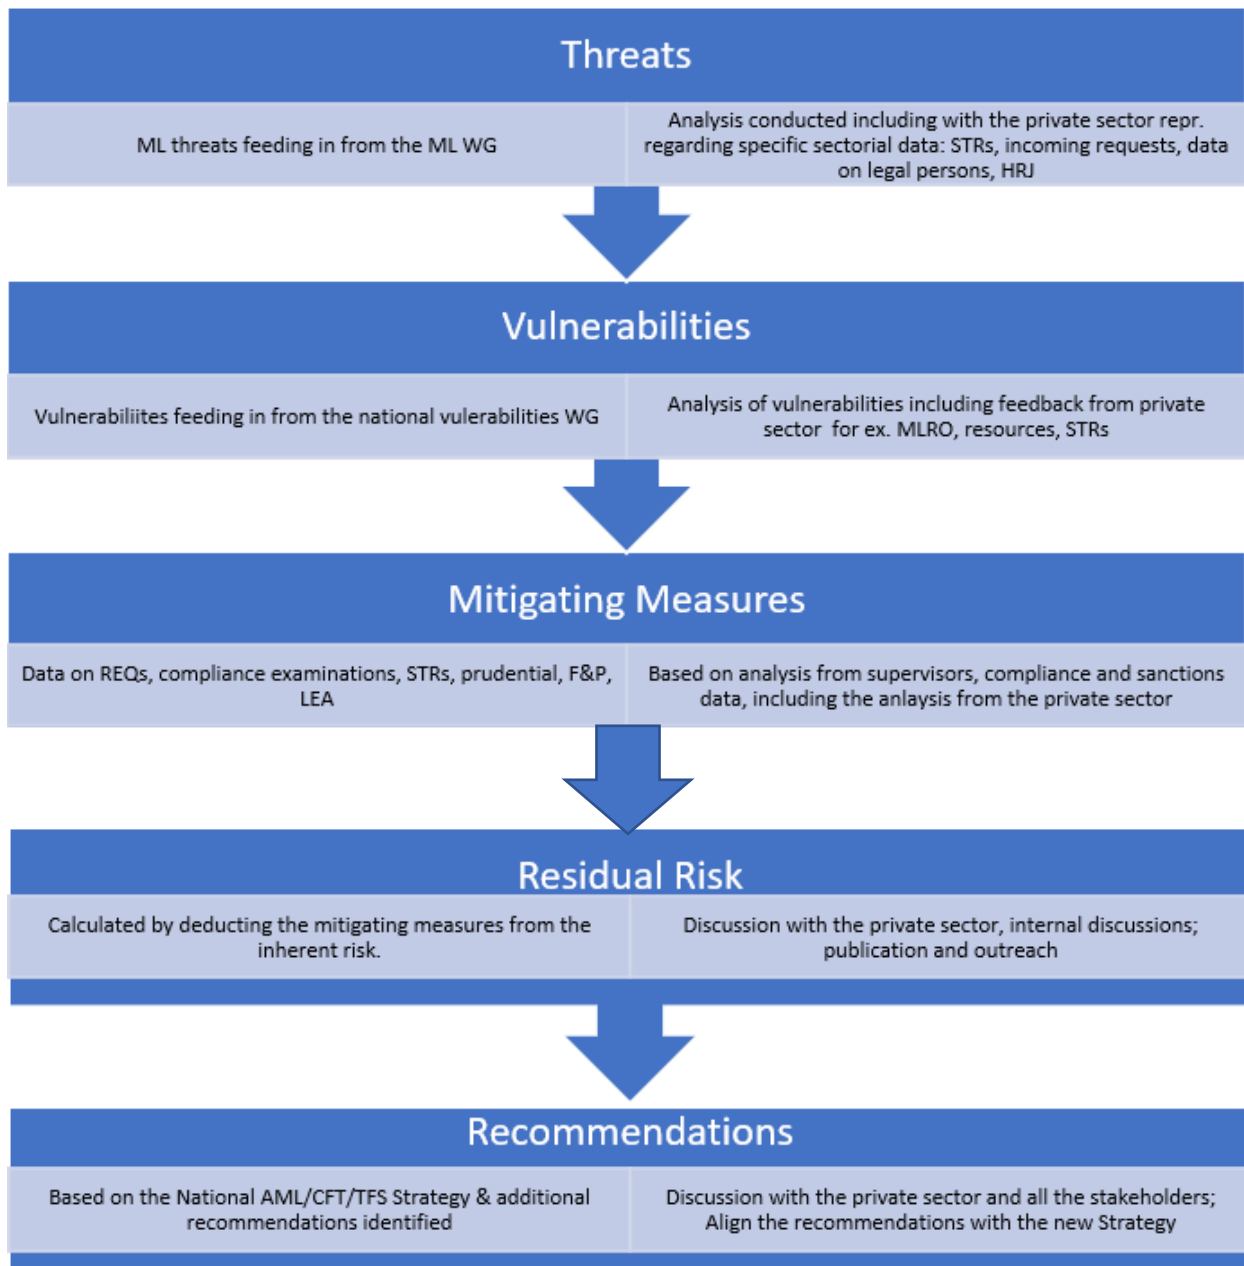 Threats
ML threats feeding in from the ML WG
Analysis conducted including with the private sector repr.
regarding specific sectorial data: STRs, incoming requests, data
on legal persons, HRJ
Vulnerabilities
Vulnerabiliites feeding in from the national vulerabilities WG
Analysis of vulnerabilities including feedback from private
sector for ex. MLRO, resources, STRs
Mitigating Measures
Data on REQs, compliance examinations, STRs, prudential, F&P,
LEA
Based on analysis from supervisors, compliance and sanctions
data, including the anlaysis from the private sector
Residual Risk
Calculated by deducting the mitigating measures from the
inherent risk.
Discussion with the private sector, internal discussions;
publication and outreach
Recommendations
Based on the National AML/CFT/TFS Strategy & additional
recommendations identified
Discussion with the private sector and all the stakeholders;
Align the recommendations with the new Strategy